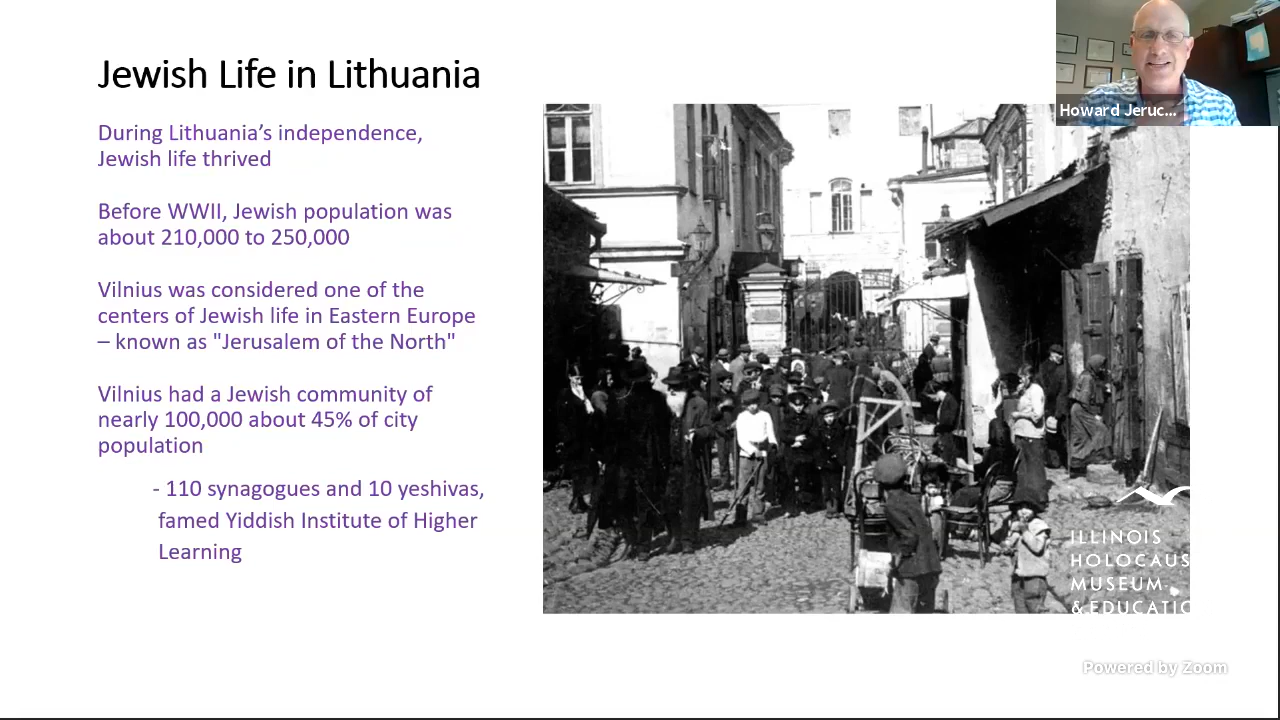 Jewish Life in Lithuania
During Lithuania’s independence,
Jewish life thrived
Before WWII, Jewish population was
about 210,000 to 250,000
Vilnius was considered one of the
centers of Jewish life in Eastern Europe
– known as "Jerusalem of the North"
Vilnius had a Jewish community of
nearly 100,000 about 45% of city
population
- 110 synagogues and 10 yeshivas,
famed Yiddish Institute of Higher
Learning
Howard Jeruc...
ILLINOIS
HOLOCAUS
MUSEUM
& EDUCATIO
Powered by Zoom